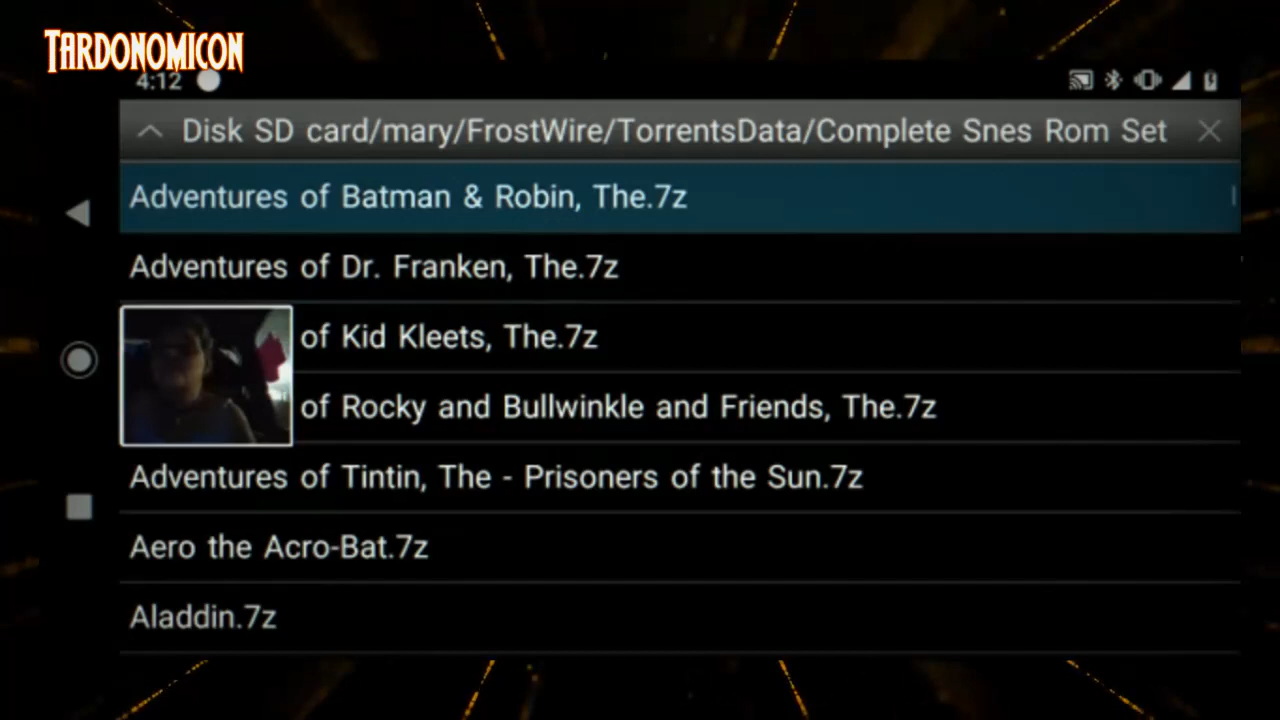 TARDONOMICON
4:12
Disk SD card/mary/FrostWire/TorrentsData/Complete Snes Rom Set
Adventures of Batman & Robin, The.7z
Adventures of Dr. Franken, The.7z
of Kid Kleets, The.7z
of Rocky and Bullwinkle and Friends, The.7z
Adventures of Tintin, The - Prisoners of the Sun.7z
Aero the Acro-Bat.7z
Aladdin.7z